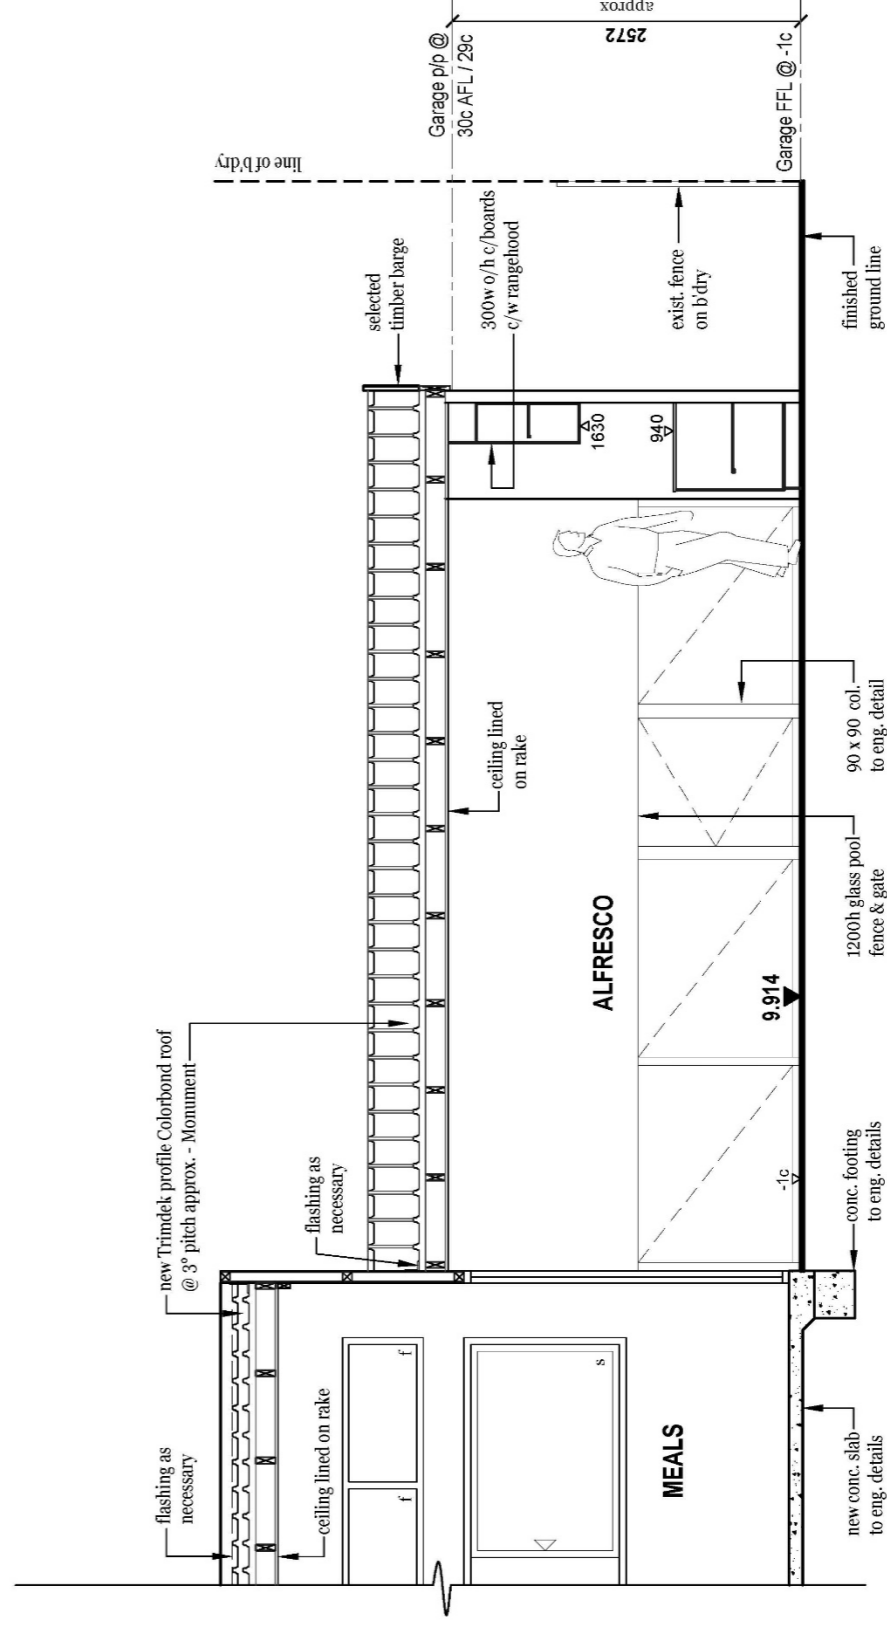 flashing as
necessary
ceiling lined on rake
new Trindek profile Colorbond roof
@ 3° pitch approx. - Monument
flashing as
necessary
selected
timber barge
line of b'dry
Garage p/p @
30c AFL / 29c
2572
approx
300w o/h c/boards
c/w rangehood
ceiling lined
on rake
1630
940
exist. fence
on b'dry
Garage FFL @ -1c
f
f
s
MEALS
ALFRESCO
9.914
-1c
new conc. slab
to eng. details
conc. footing
to eng. details
1200h glass pool
fence & gate
90 x 90 col.
to eng. detail
finished
ground line